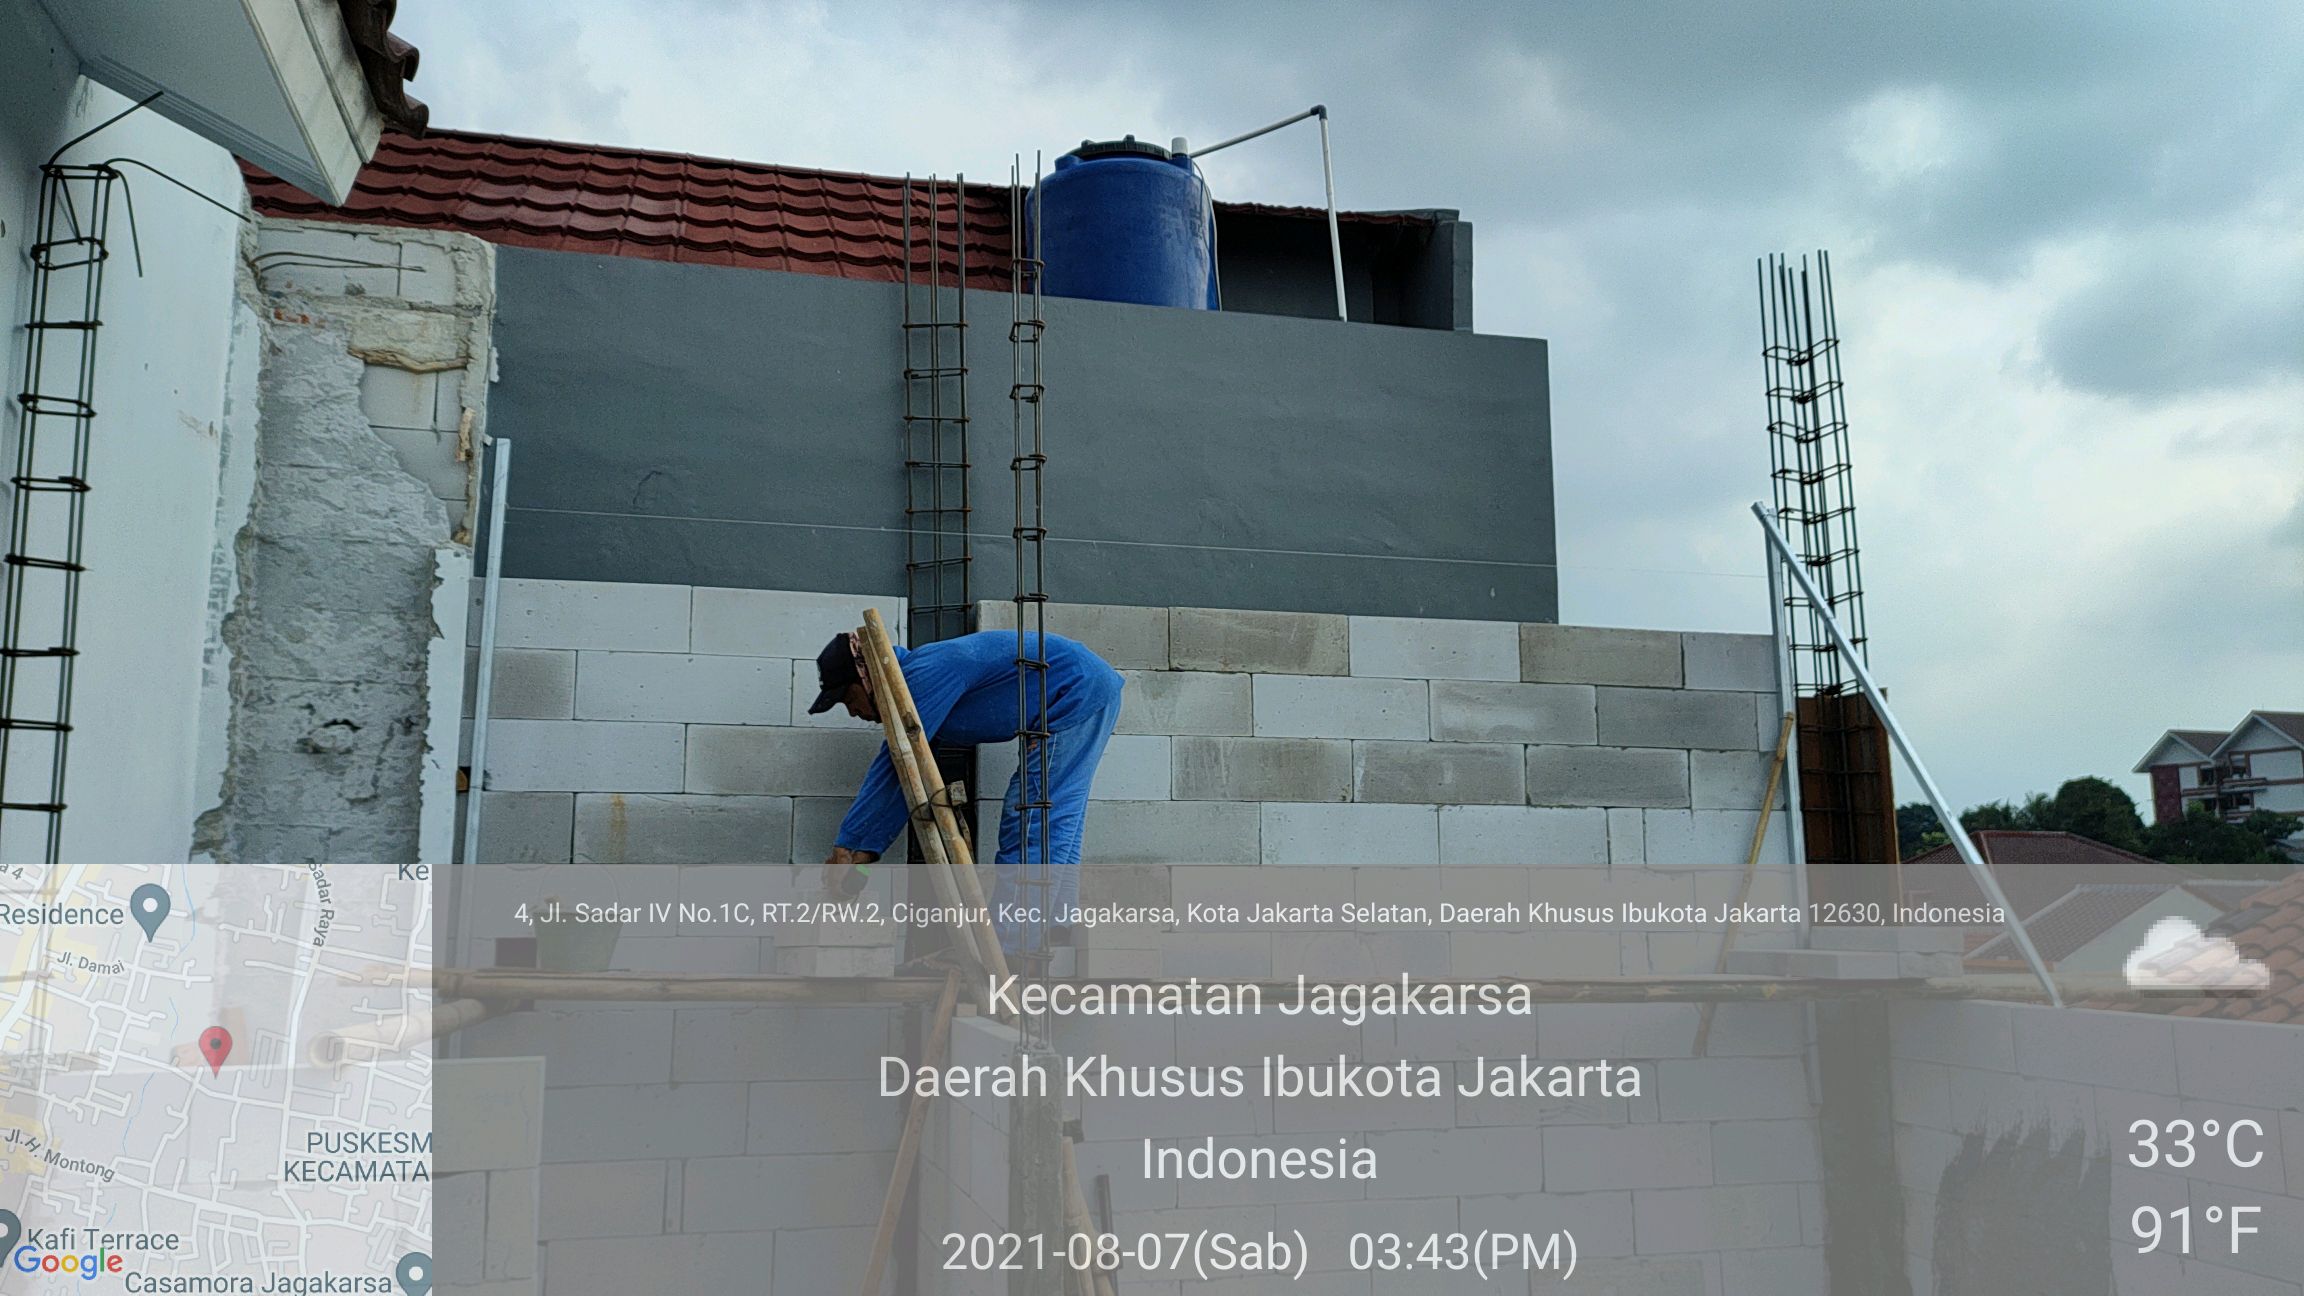 4, Jl. Sadar IV No.1C, RT.2/RW.2, Ciganjur, Kec. Jagakarsa, Kota Jakarta Selatan, Daerah Khusus Ibukota Jakarta 12630, Indonesia
Kecamatan Jagakarsa
Daerah Khusus Ibukota Jakarta
Indonesia
2021-08-07(Sab) 03:43(PM)
33°C
91°F
a 4
Ke
Sadar Raya
Residence
Jl. Damai
Jl. H. Montong
PUSKESM
KECAMATA
Kafi Terrace
Google
Casamora Jagakarsa